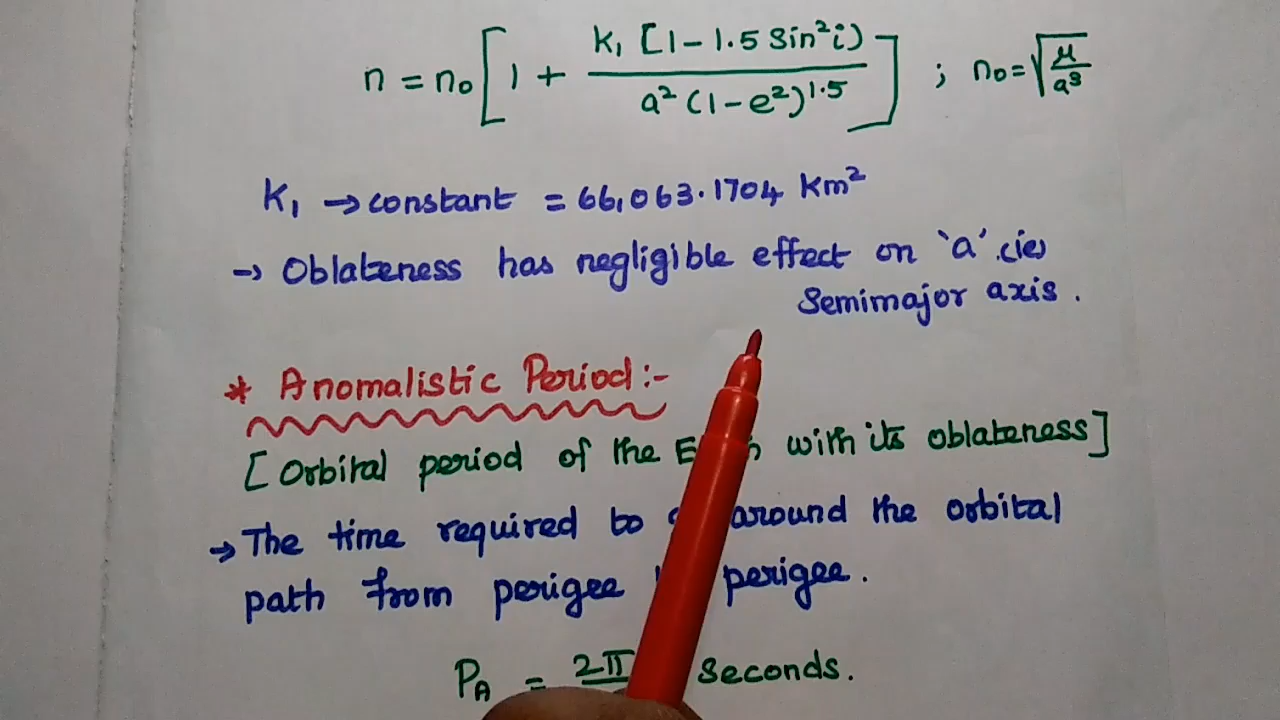 n = n₀ [ 1 + K₁ [1 - 1.5 Sin²i) / a² (1 - e²)^1.5 ] ; n₀ = √(μ/a³)
K₁ → constant = 66,063.1704 Km²
→ Oblateness has negligible effect on 'a' (ie)
Semimajor axis.
* Anomalistic Period:-
[Orbital period of the with its oblateness]
→ The time required to around the orbital
path from perigee perigee.
P_A = 2π seconds.